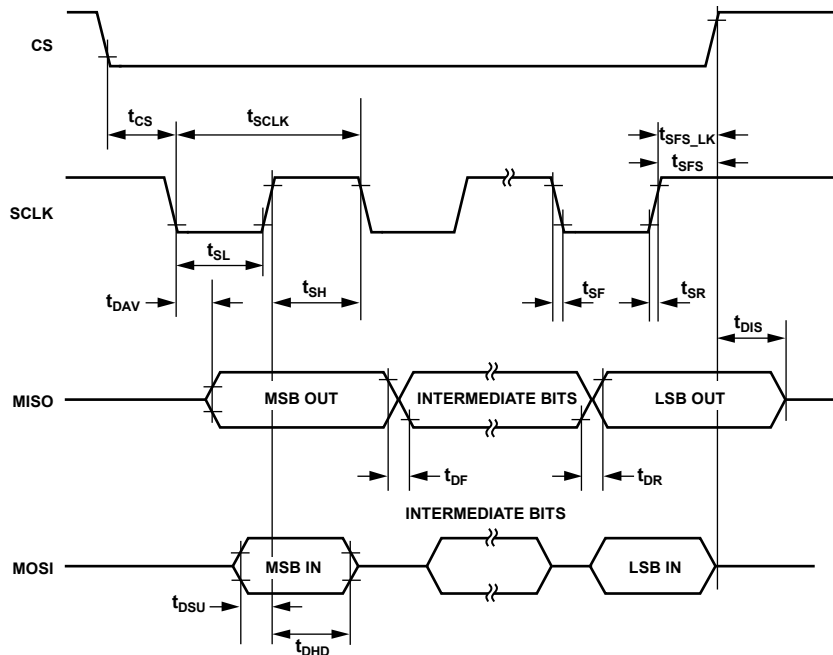 CS
t_CS
t_SCLK
t_SFS_LK
t_SFS
SCLK
t_SL
t_SH
t_SF
t_SR
t_DAV
t_DIS
MISO
MSB OUT
INTERMEDIATE BITS
LSB OUT
t_DF
t_DR
INTERMEDIATE BITS
MOSI
MSB IN
LSB IN
t_DSU
t_DHD